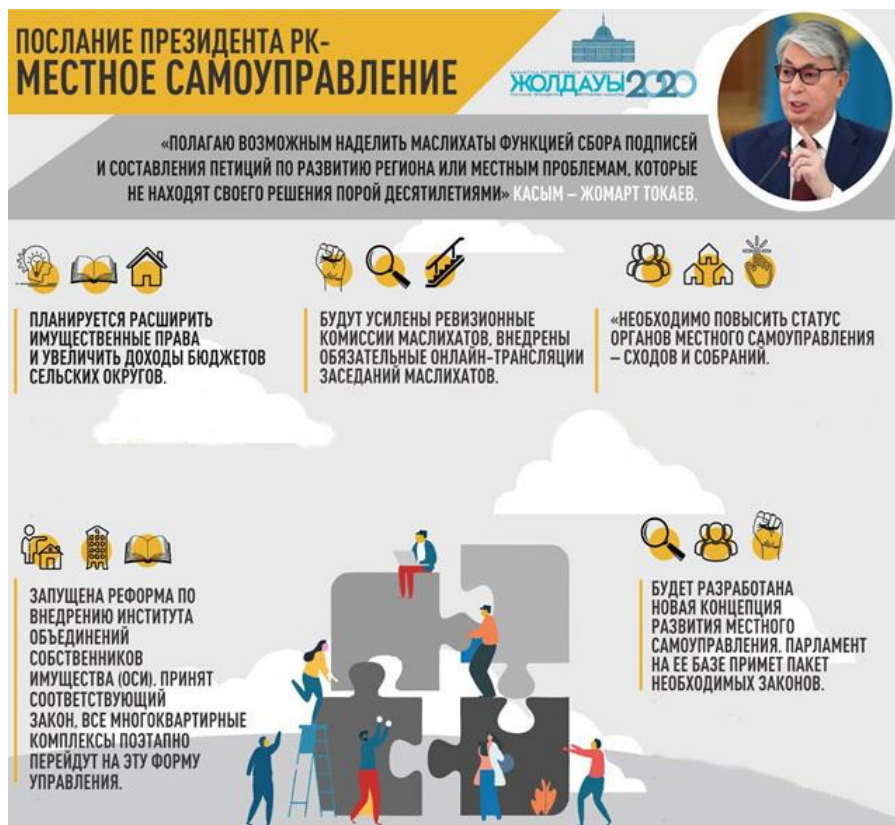 ПОСЛАНИЕ ПРЕЗИДЕНТА РК-
МЕСТНОЕ САМОУПРАВЛЕНИЕ
ЖОЛДАУЫ 2020
«ПОЛАГАЮ ВОЗМОЖНЫМ НАДЕЛИТЬ МАСЛИХАТЫ ФУНКЦИЕЙ СБОРА ПОДПИСЕЙ
И СОСТАВЛЕНИЯ ПЕТИЦИЙ ПО РАЗВИТИЮ РЕГИОНА ИЛИ МЕСТНЫМ ПРОБЛЕМАМ, КОТОРЫЕ
НЕ НАХОДЯТ СВОЕГО РЕШЕНИЯ ПОРОЙ ДЕСЯТИЛЕТИЯМИ» КАСЫМ – ЖОМАРТ ТОКАЕВ.
ПЛАНИРУЕТСЯ РАСШИРИТЬ
ИМУЩЕСТВЕННЫЕ ПРАВА
И УВЕЛИЧИТЬ ДОХОДЫ БЮДЖЕТОВ
СЕЛЬСКИХ ОКРУГОВ.
БУДУТ УСИЛЕНЫ РЕВИЗИОННЫЕ
КОМИССИИ МАСЛИХАТОВ, ВНЕДРЕНЫ
ОБЯЗАТЕЛЬНЫЕ ОНЛАЙН-ТРАНСЛЯЦИИ
ЗАСЕДАНИЙ МАСЛИХАТОВ.
«НЕОБХОДИМО ПОВЫСИТЬ СТАТУС
ОРГАНОВ МЕСТНОГО САМОУПРАВЛЕНИЯ
– СХОДОВ И СОБРАНИЙ.
ЗАПУЩЕНА РЕФОРМА ПО
ВНЕДРЕНИЮ ИНСТИТУТА
ОБЪЕДИНЕНИЙ
СОБСТВЕННИКОВ
ИМУЩЕСТВА (ОСИ). ПРИНЯТ
СООТВЕТСТВУЮЩИЙ
ЗАКОН, ВСЕ МНОГОКВАРТИРНЫЕ
КОМПЛЕКСЫ ПОЭТАПНО
ПЕРЕЙДУТ НА ЭТУ ФОРМУ
УПРАВЛЕНИЯ.
БУДЕТ РАЗРАБОТАНА
НОВАЯ КОНЦЕПЦИЯ
РАЗВИТИЯ МЕСТНОГО
САМОУПРАВЛЕНИЯ. ПАРЛАМЕНТ
НА ЕЕ БАЗЕ ПРИМЕТ ПАКЕТ
НЕОБХОДИМЫХ ЗАКОНОВ.